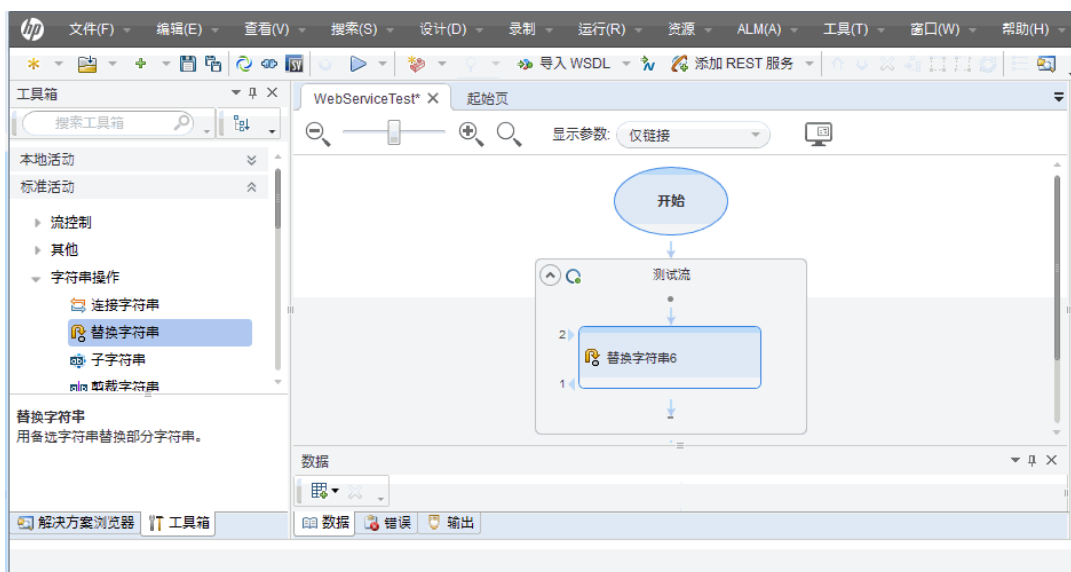 hp 文件(F) 编辑(E) 查看(V) 搜索(S) 设计(D) 录制 运行(R) 资源 ALM(A) 工具(T) 窗口(W) 帮助(H)
导入 WSDL 添加 REST 服务
工具箱
WebServiceTest* 起始页
搜索工具箱
显示参数: 仅链接
本地活动
标准活动
流控制
其他
字符串操作
连接字符串
替换字符串
子字符串
剪裁字符串
开始
测试流
2
替换字符串6
1
替换字符串
用备选字符串替换部分字符串。
数据
解决方案浏览器 工具箱
数据 错误 输出